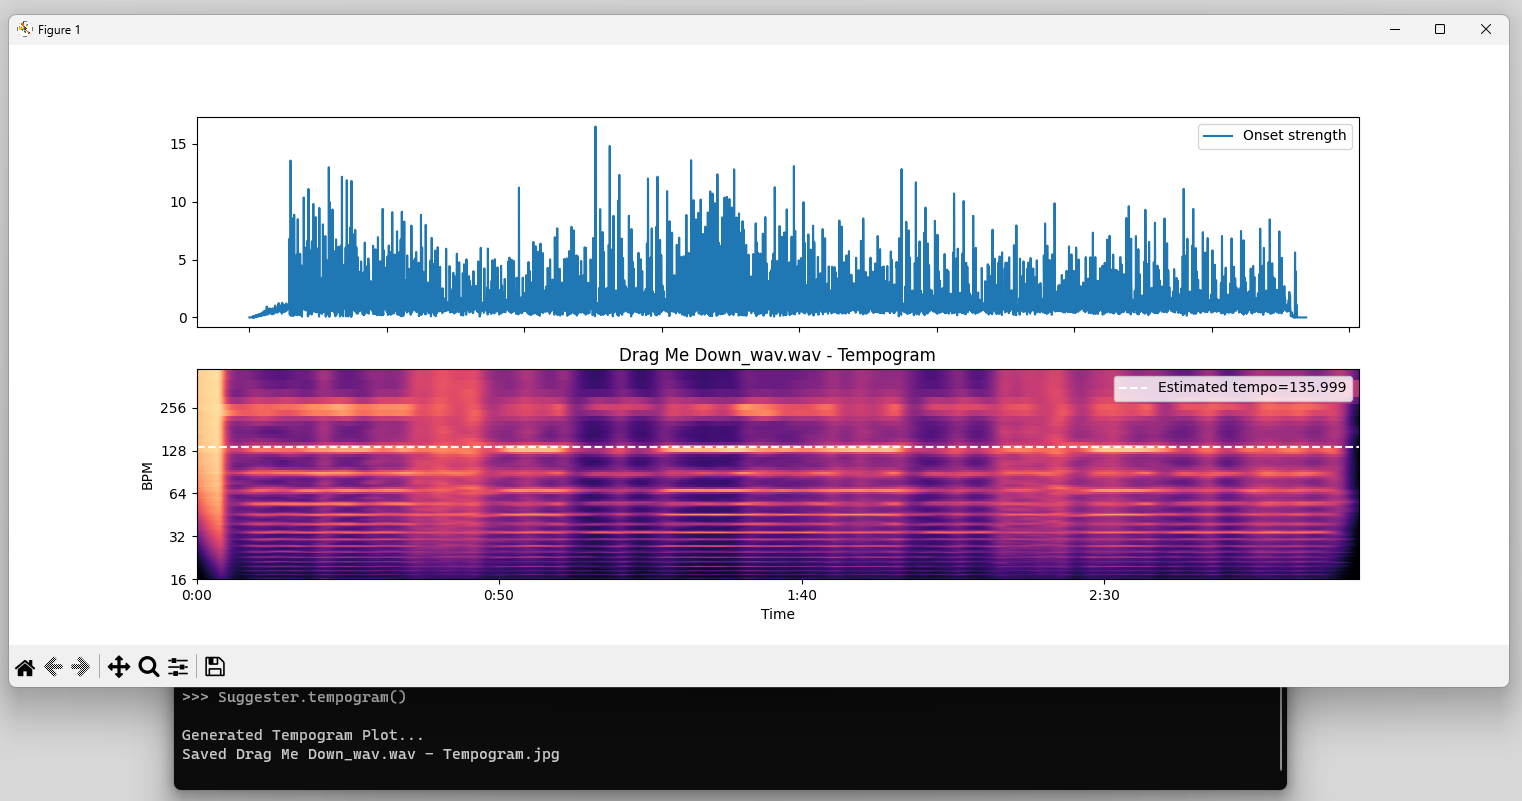 Figure 1
15
10
5
0
Onset strength
Drag Me Down_wav.wav - Tempogram
BPM
256
128
64
32
16
Estimated tempo=135.999
0:00 0:50 1:40 2:30
Time
>>> Suggester.tempogram()
Generated Tempogram Plot...
Saved Drag Me Down_wav.wav - Tempogram.jpg